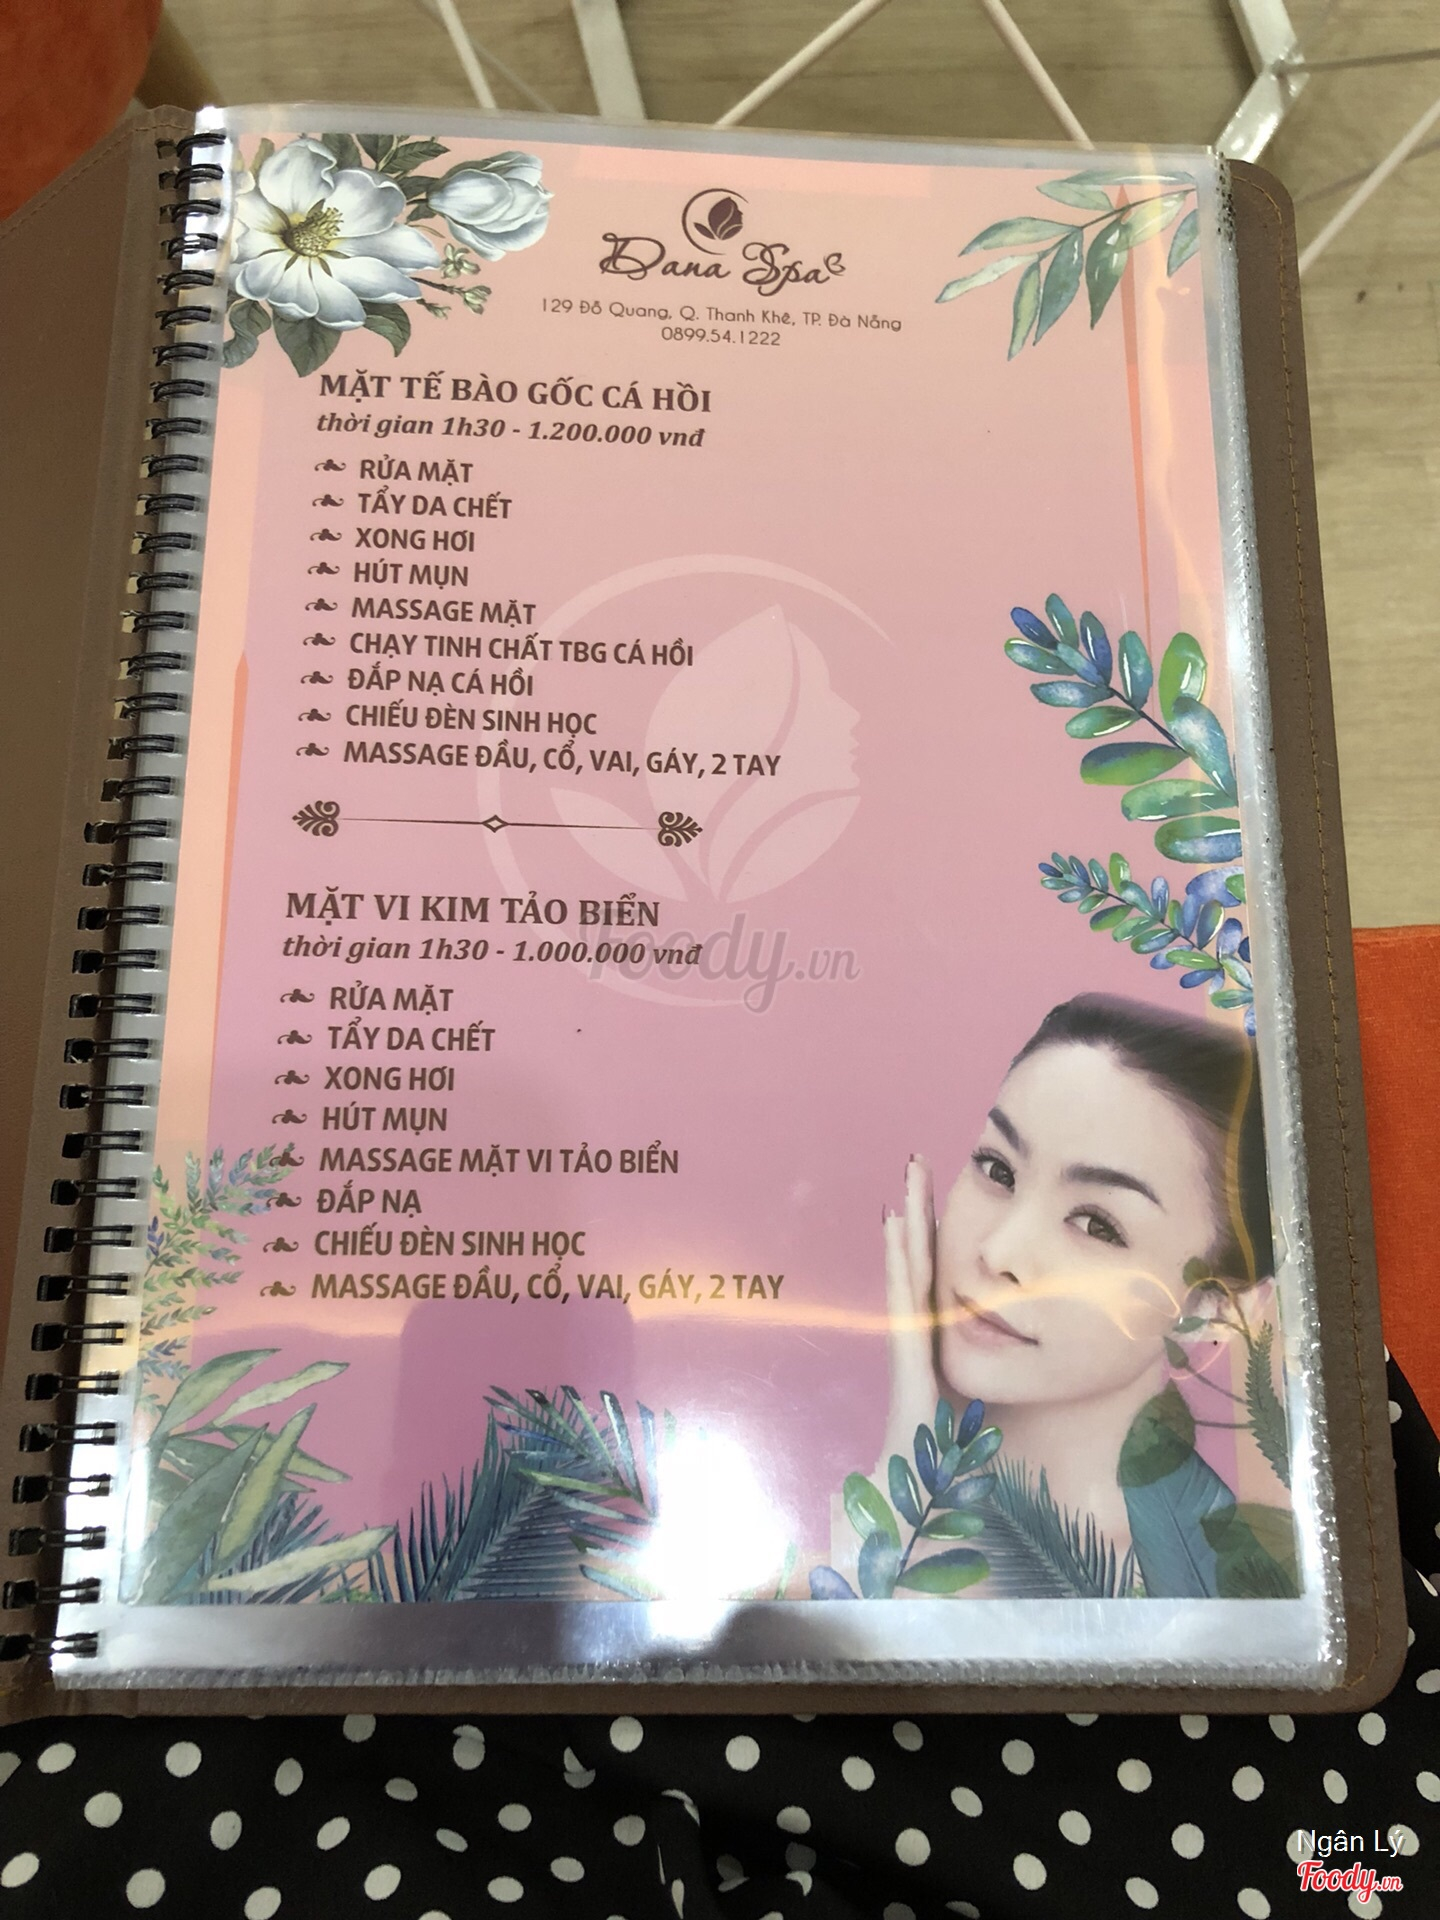 Dana Spa
129 Đỗ Quang, Q. Thanh Khê, TP. Đà Nẵng
0899.54.1222
MẶT TẾ BÀO GỐC CÁ HỒI
thời gian 1h30 - 1.200.000 vnđ
RỬA MẶT
TẨY DA CHẾT
XONG HƠI
HÚT MỤN
MASSAGE MẶT
CHẠY TINH CHẤT TBG CÁ HỒI
ĐẮP NẠ CÁ HỒI
CHIẾU ĐÈN SINH HỌC
MASSAGE ĐẦU, CỔ, VAI, GÁY, 2 TAY
MẶT VI KIM TẢO BIỂN
thời gian 1h30 - 1.000.000 vnđ
Foody.vn
RỬA MẶT
TẨY DA CHẾT
XONG HƠI
HÚT MỤN
MASSAGE MẶT VI TẢO BIỂN
ĐẮP NẠ
CHIẾU ĐÈN SINH HỌC
MASSAGE ĐẦU, CỔ, VAI, GÁY, 2 TAY
Ngân Lý
Foody.vn